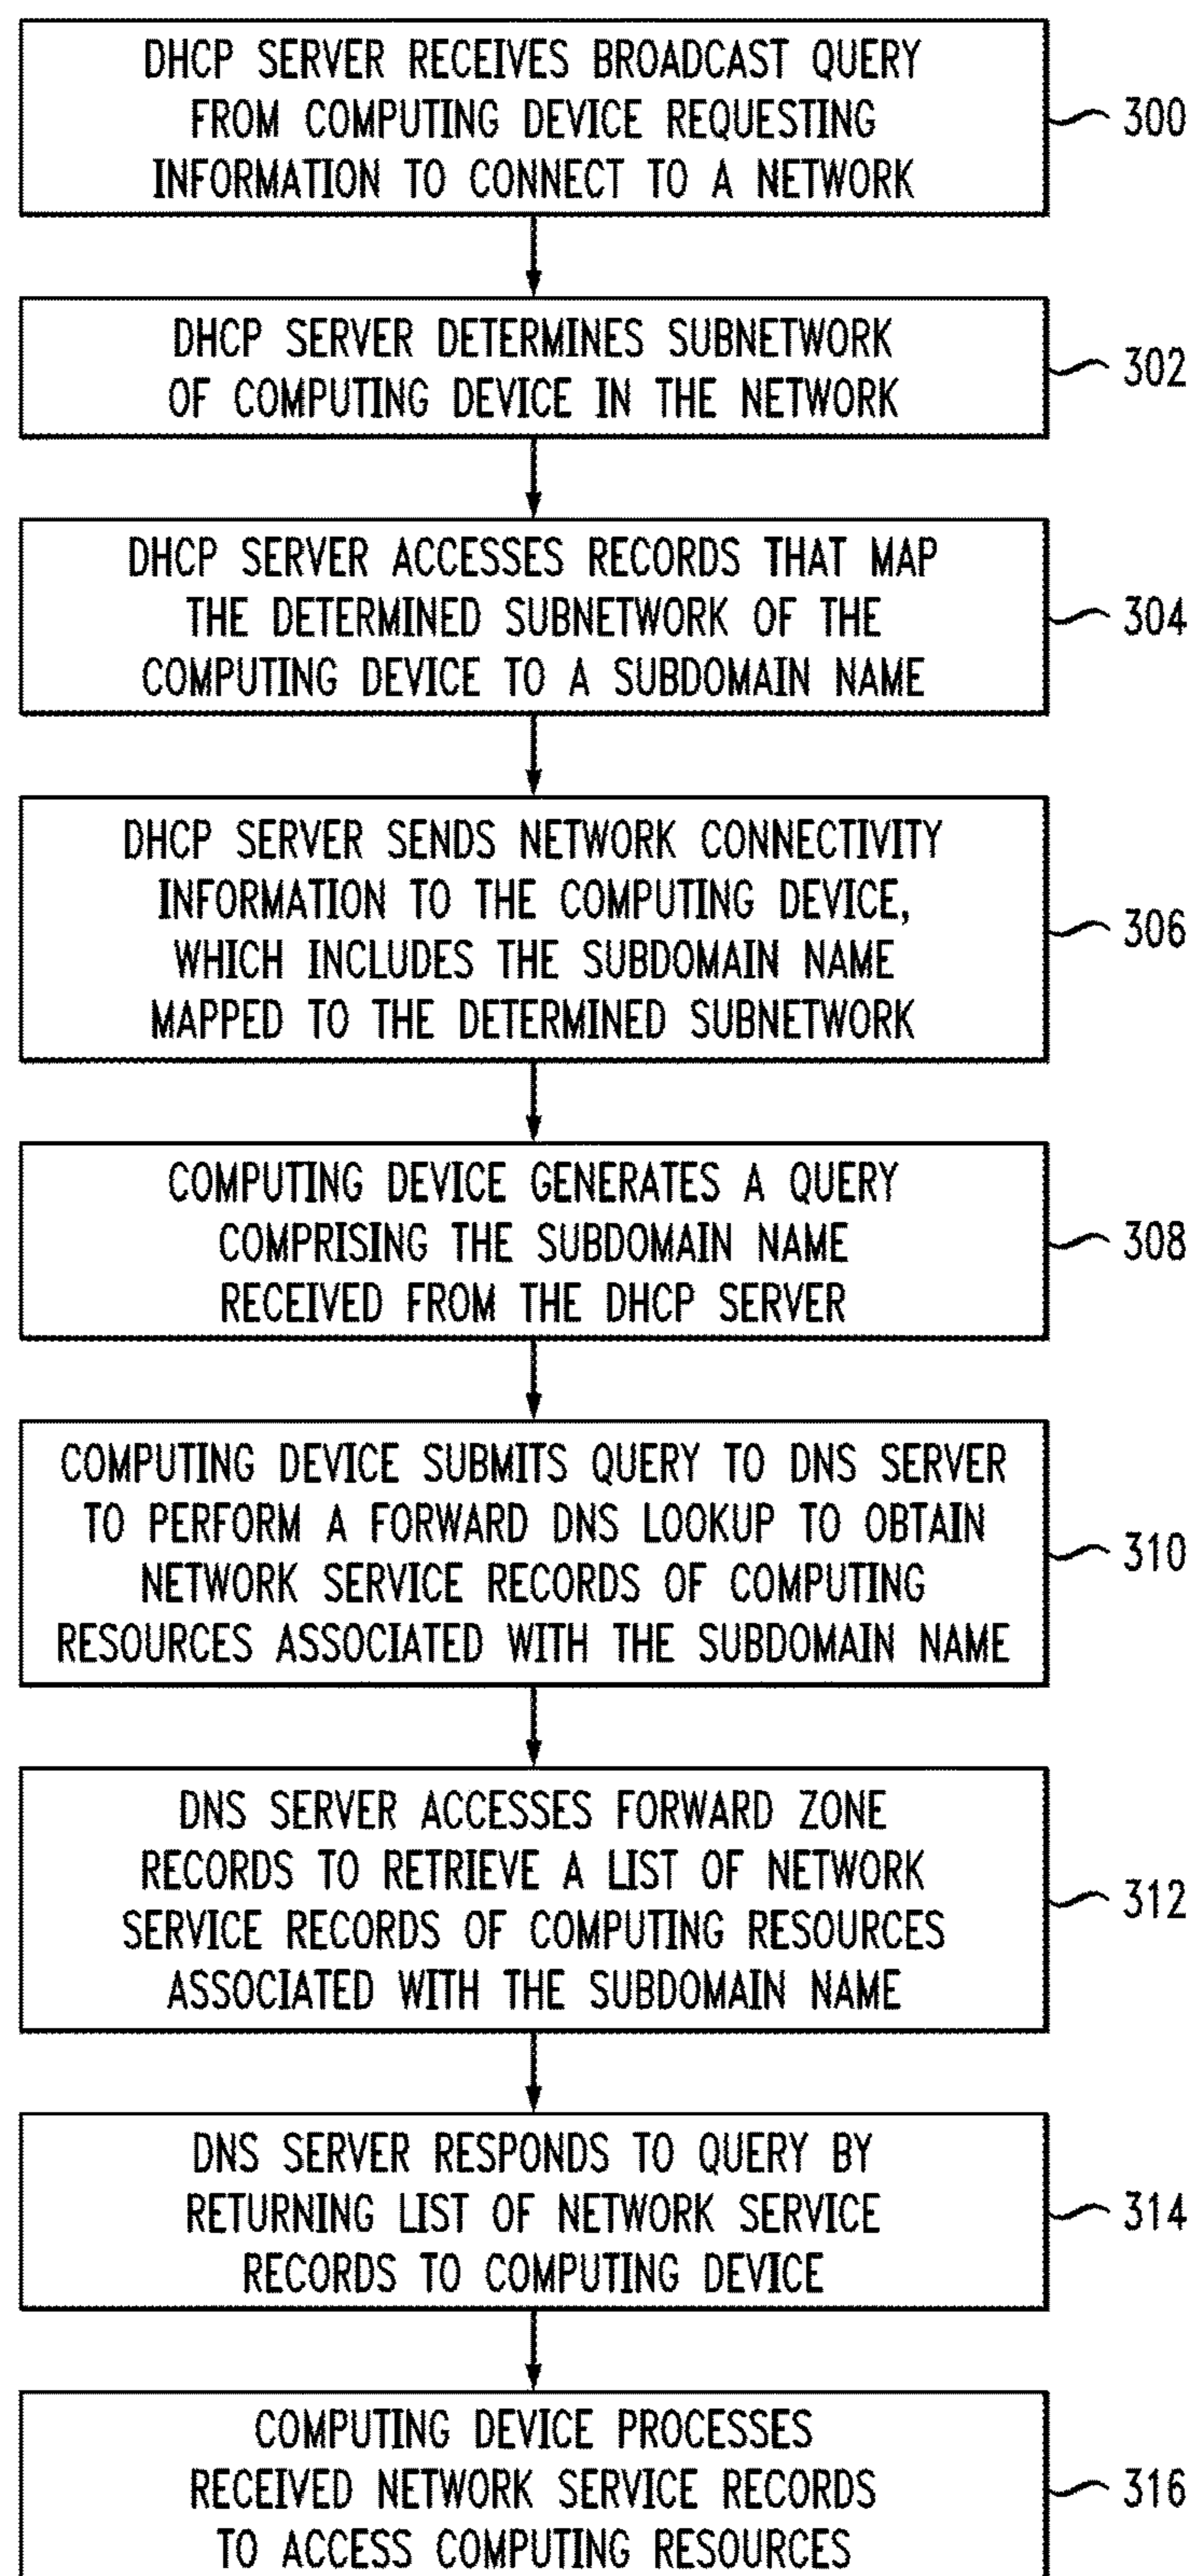 DHCP SERVER RECEIVES BROADCAST QUERY
FROM COMPUTING DEVICE REQUESTING
INFORMATION TO CONNECT TO A NETWORK
300
DHCP SERVER DETERMINES SUBNETWORK
OF COMPUTING DEVICE IN THE NETWORK
302
DHCP SERVER ACCESSES RECORDS THAT MAP
THE DETERMINED SUBNETWORK OF THE
COMPUTING DEVICE TO A SUBDOMAIN NAME
304
DHCP SERVER SENDS NETWORK CONNECTIVITY
INFORMATION TO THE COMPUTING DEVICE,
WHICH INCLUDES THE SUBDOMAIN NAME
MAPPED TO THE DETERMINED SUBNETWORK
306
COMPUTING DEVICE GENERATES A QUERY
COMPRISING THE SUBDOMAIN NAME
RECEIVED FROM THE DHCP SERVER
308
COMPUTING DEVICE SUBMITS QUERY TO DNS SERVER
TO PERFORM A FORWARD DNS LOOKUP TO OBTAIN
NETWORK SERVICE RECORDS OF COMPUTING
RESOURCES ASSOCIATED WITH THE SUBDOMAIN NAME
310
DNS SERVER ACCESSES FORWARD ZONE
RECORDS TO RETRIEVE A LIST OF NETWORK
SERVICE RECORDS OF COMPUTING RESOURCES
ASSOCIATED WITH THE SUBDOMAIN NAME
312
DNS SERVER RESPONDS TO QUERY BY
RETURNING LIST OF NETWORK SERVICE
RECORDS TO COMPUTING DEVICE
314
COMPUTING DEVICE PROCESSES
RECEIVED NETWORK SERVICE RECORDS
TO ACCESS COMPUTING RESOURCES
316